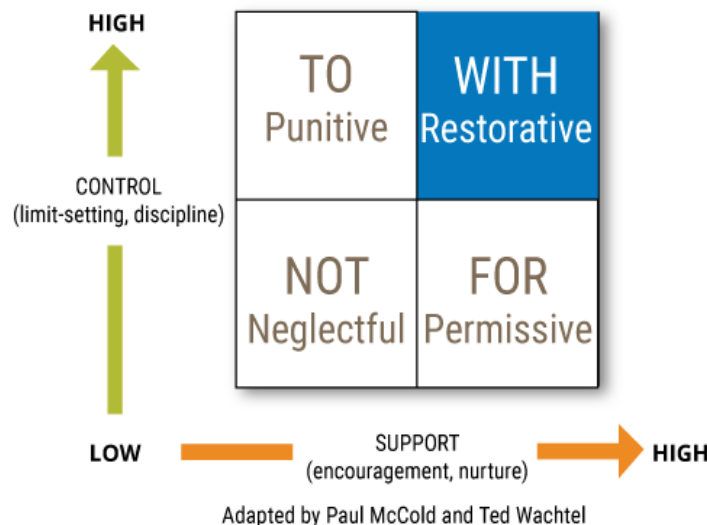 HIGH
TO
Punitive
WITH
Restorative
CONTROL
(limit-setting, discipline)
NOT
Neglectful
FOR
Permissive
LOW
SUPPORT
(encouragement, nurture)
HIGH
Adapted by Paul McCold and Ted Wachtel